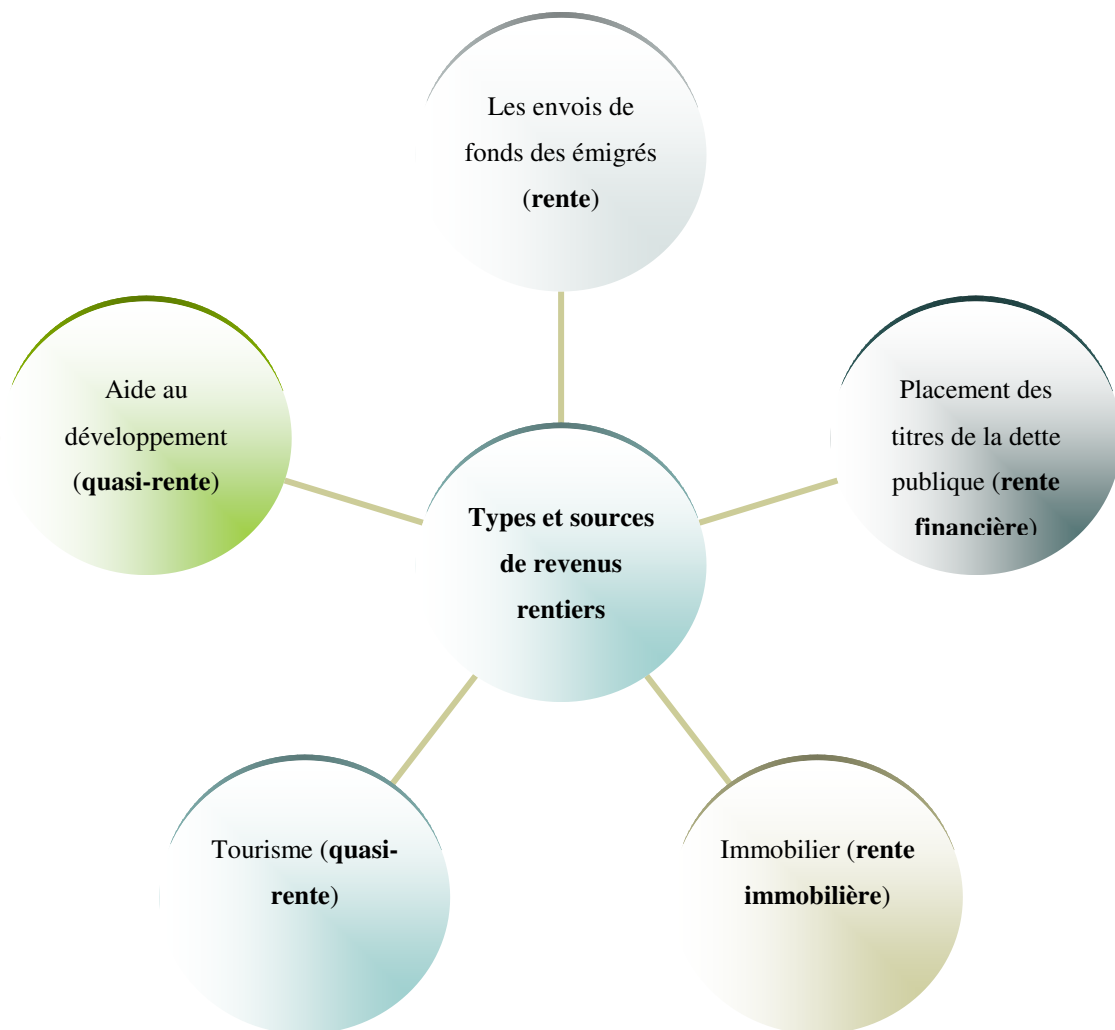 Les envois de
fonds des émigrés
(rente)
Aide au
développement
(quasi-rente)
Placement des
titres de la dette
publique (rente
financière)
Types et sources
de revenus
rentiers
Tourisme (quasi-
rente)
Immobilier (rente
immobilière)